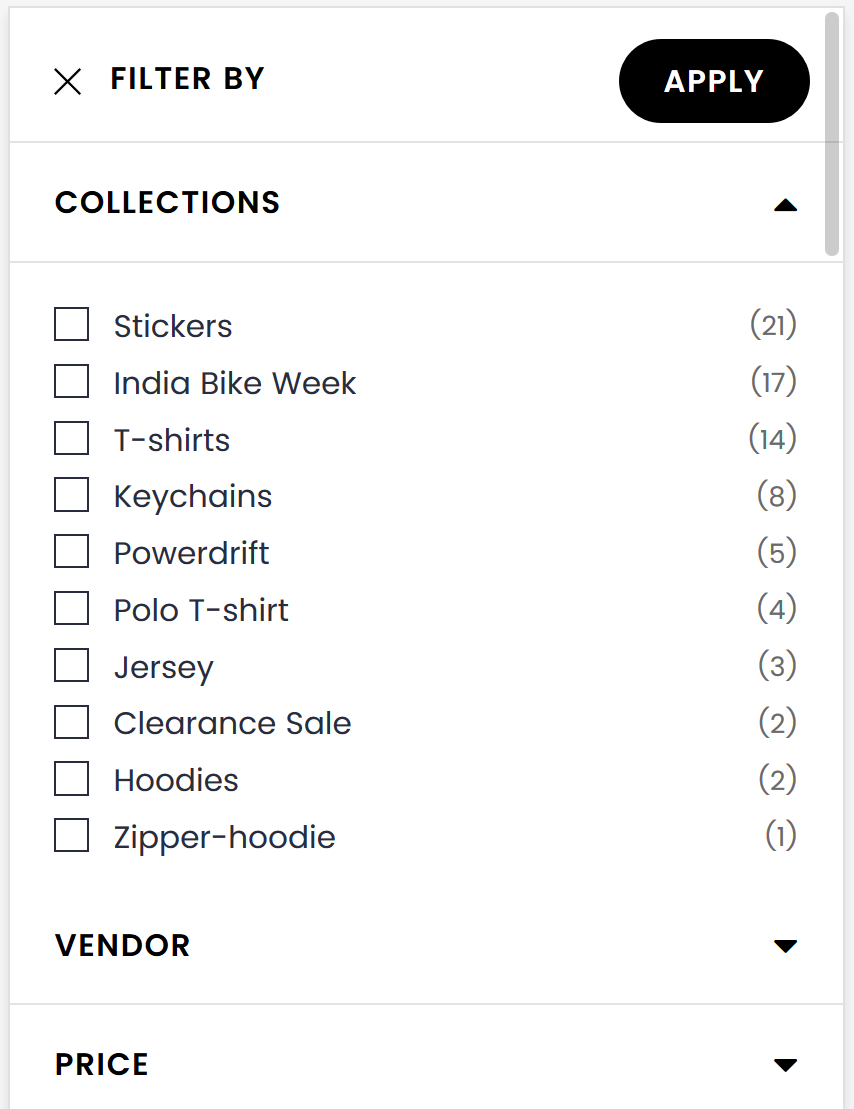 FILTER BY APPLY
COLLECTIONS
Stickers (21)
India Bike Week (17)
T-shirts (14)
Keychains (8)
Powerdrift (5)
Polo T-shirt (4)
Jersey (3)
Clearance Sale (2)
Hoodies (2)
Zipper-hoodie (1)
VENDOR
PRICE